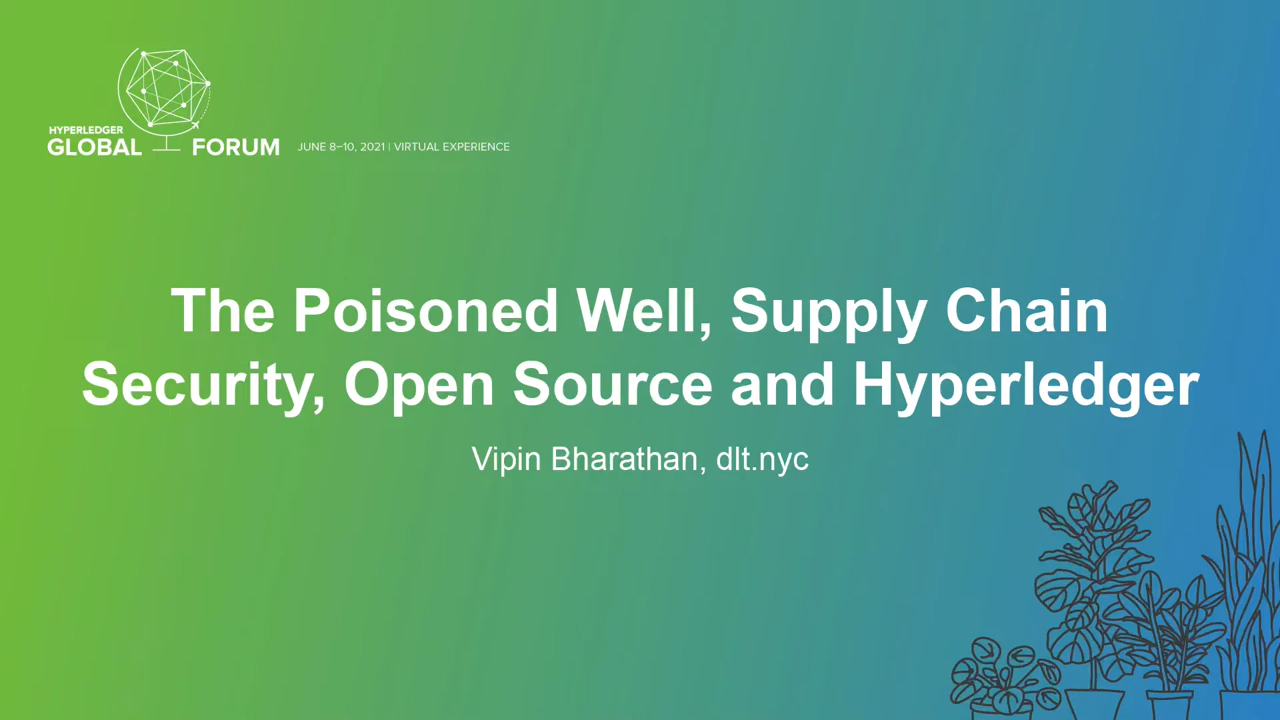 HYPERLEDGER
GLOBAL FORUM JUNE 8–10, 2021 | VIRTUAL EXPERIENCE
The Poisoned Well, Supply Chain
Security, Open Source and Hyperledger
Vipin Bharathan, dlt.nyc